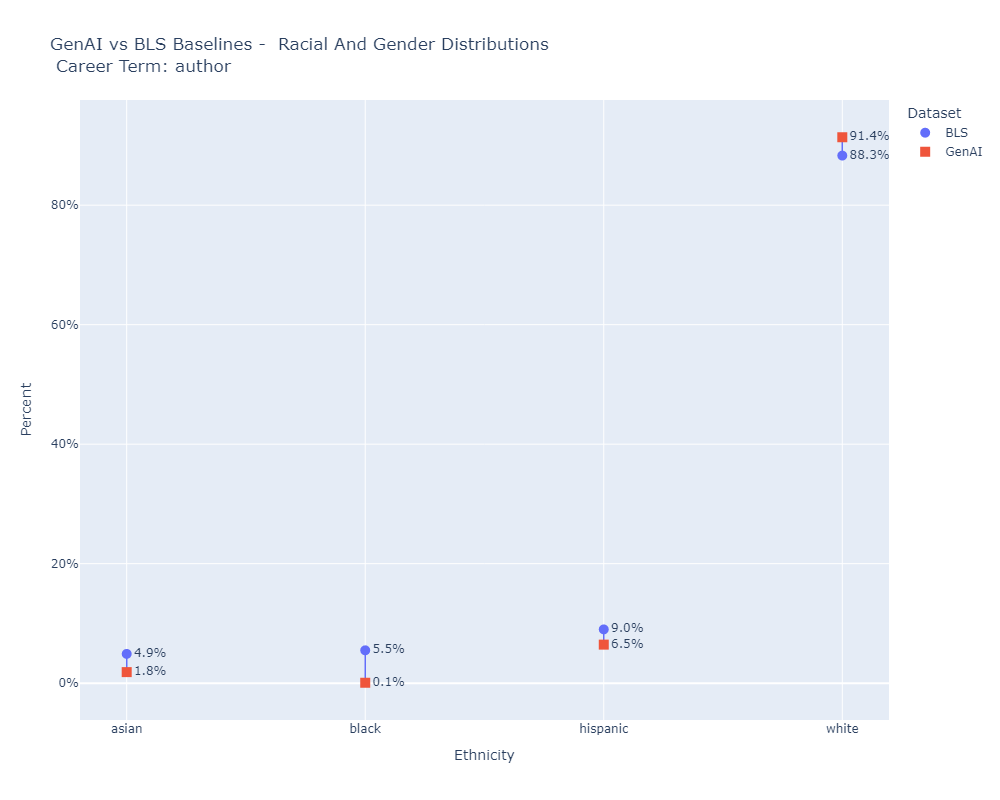 GenAI vs BLS Baselines -  Racial And Gender Distributions
Career Term: author
Dataset
BLS
GenAI
91.4%
88.3%
80%
60%
40%
20%
0%
Percent
4.9%
1.8%
5.5%
0.1%
9.0%
6.5%
asian
black
hispanic
white
Ethnicity